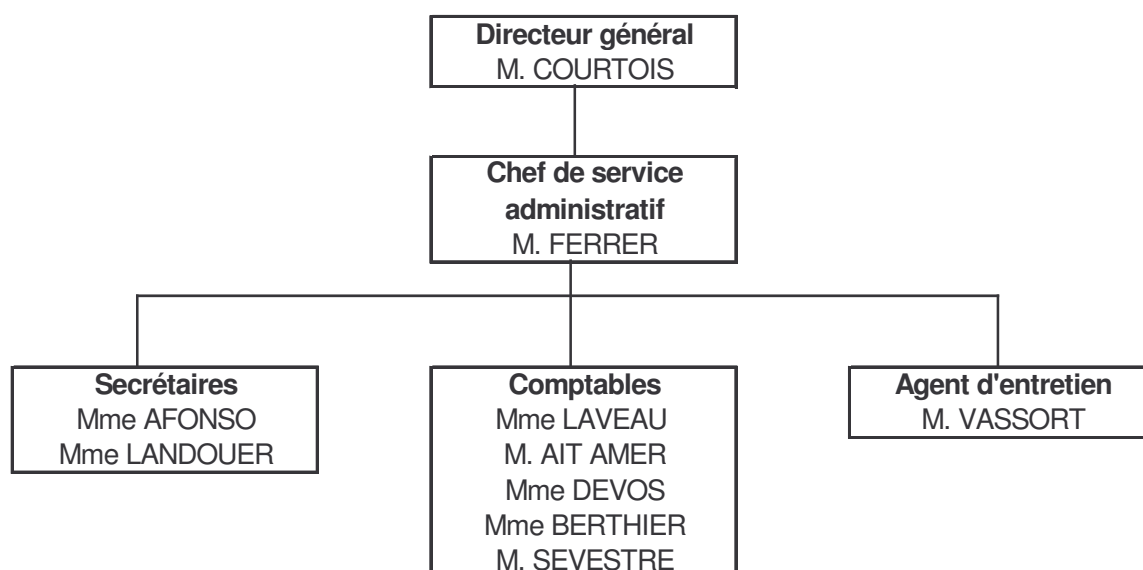 Directeur général
M. COURTOIS
Chef de service
administratif
M. FERRER
Secrétaires
Mme AFONSO
Mme LANDOUER
Comptables
Mme LAVEAU
M. AIT AMER
Mme DEVOS
Mme BERTHIER
M. SEVESTRE
Agent d'entretien
M. VASSORT